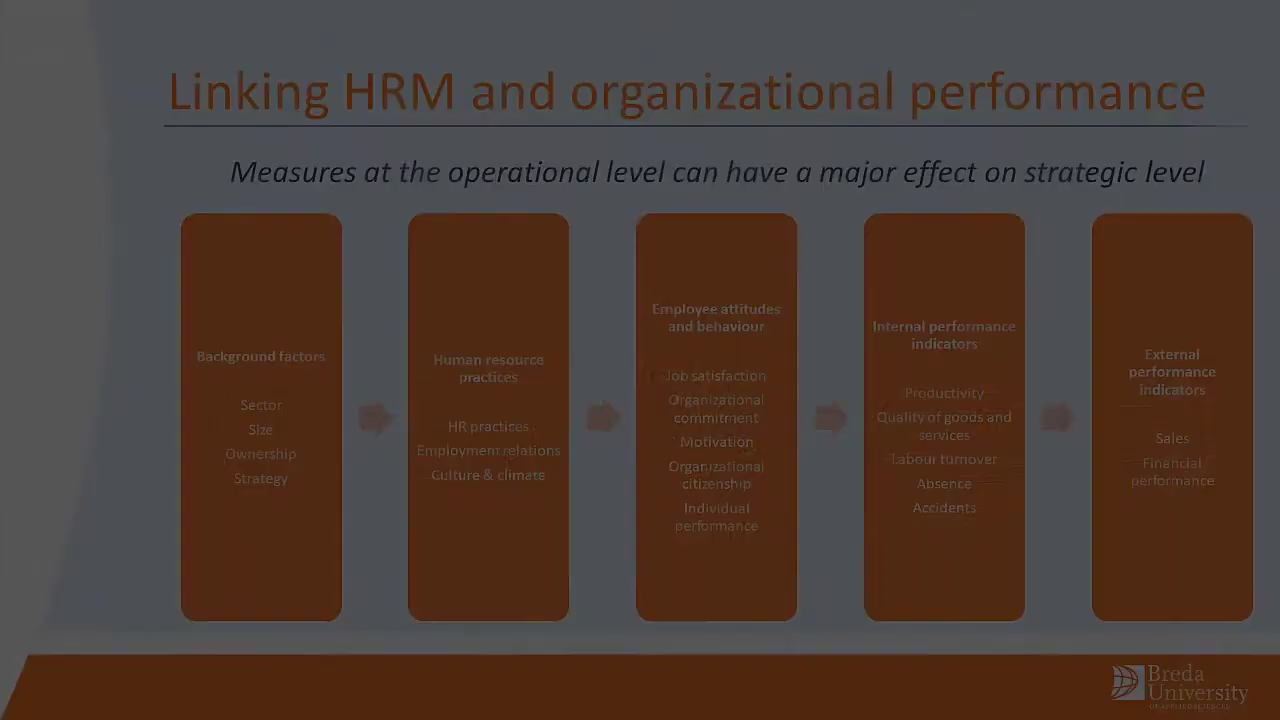 Linking HRM and organizational performance
Measures at the operational level can have a major effect on strategic level
Background factors
Sector
Size
Ownership
Strategy
Human resource
practices
HR practices
Employment relations
Culture & climate
Employee attitudes
and behaviour
Job satisfaction
Organizational
commitment
Motivation
Organizational
citizenship
Individual
performance
Internal performance
indicators
Productivity
Quality of goods and
services
Labour turnover
Absence
Accidents
External
performance
indicators
Sales
Financial
performance
Breda
University
OF APPLIED SCIENCES